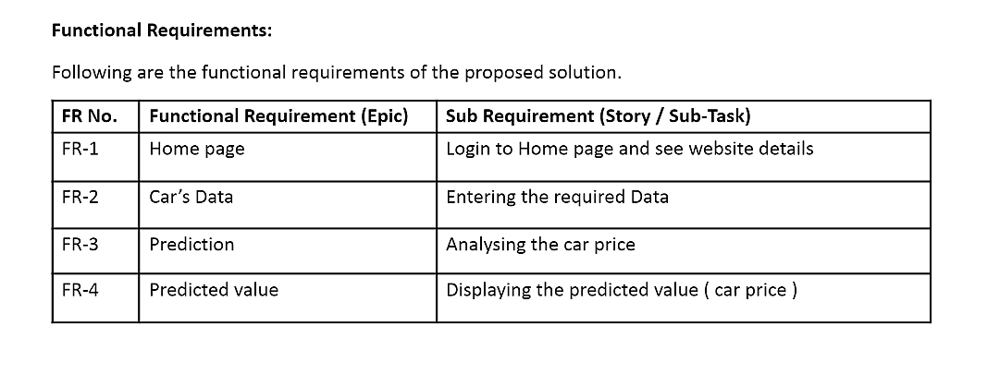 Functional Requirements:
Following are the functional requirements of the proposed solution.
FR No. Functional Requirement (Epic) Sub Requirement (Story / Sub-Task)
FR-1 Home page Login to Home page and see website details
FR-2 Car’s Data Entering the required Data
FR-3 Prediction Analysing the car price
FR-4 Predicted value Displaying the predicted value ( car price )